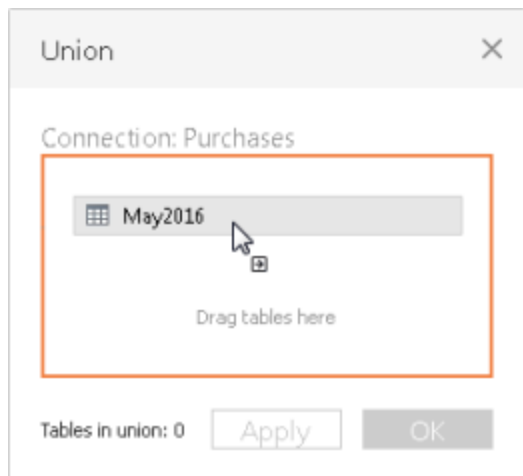 Union
Connection: Purchases
May2016
Drag tables here
Tables in union: 0 Apply OK